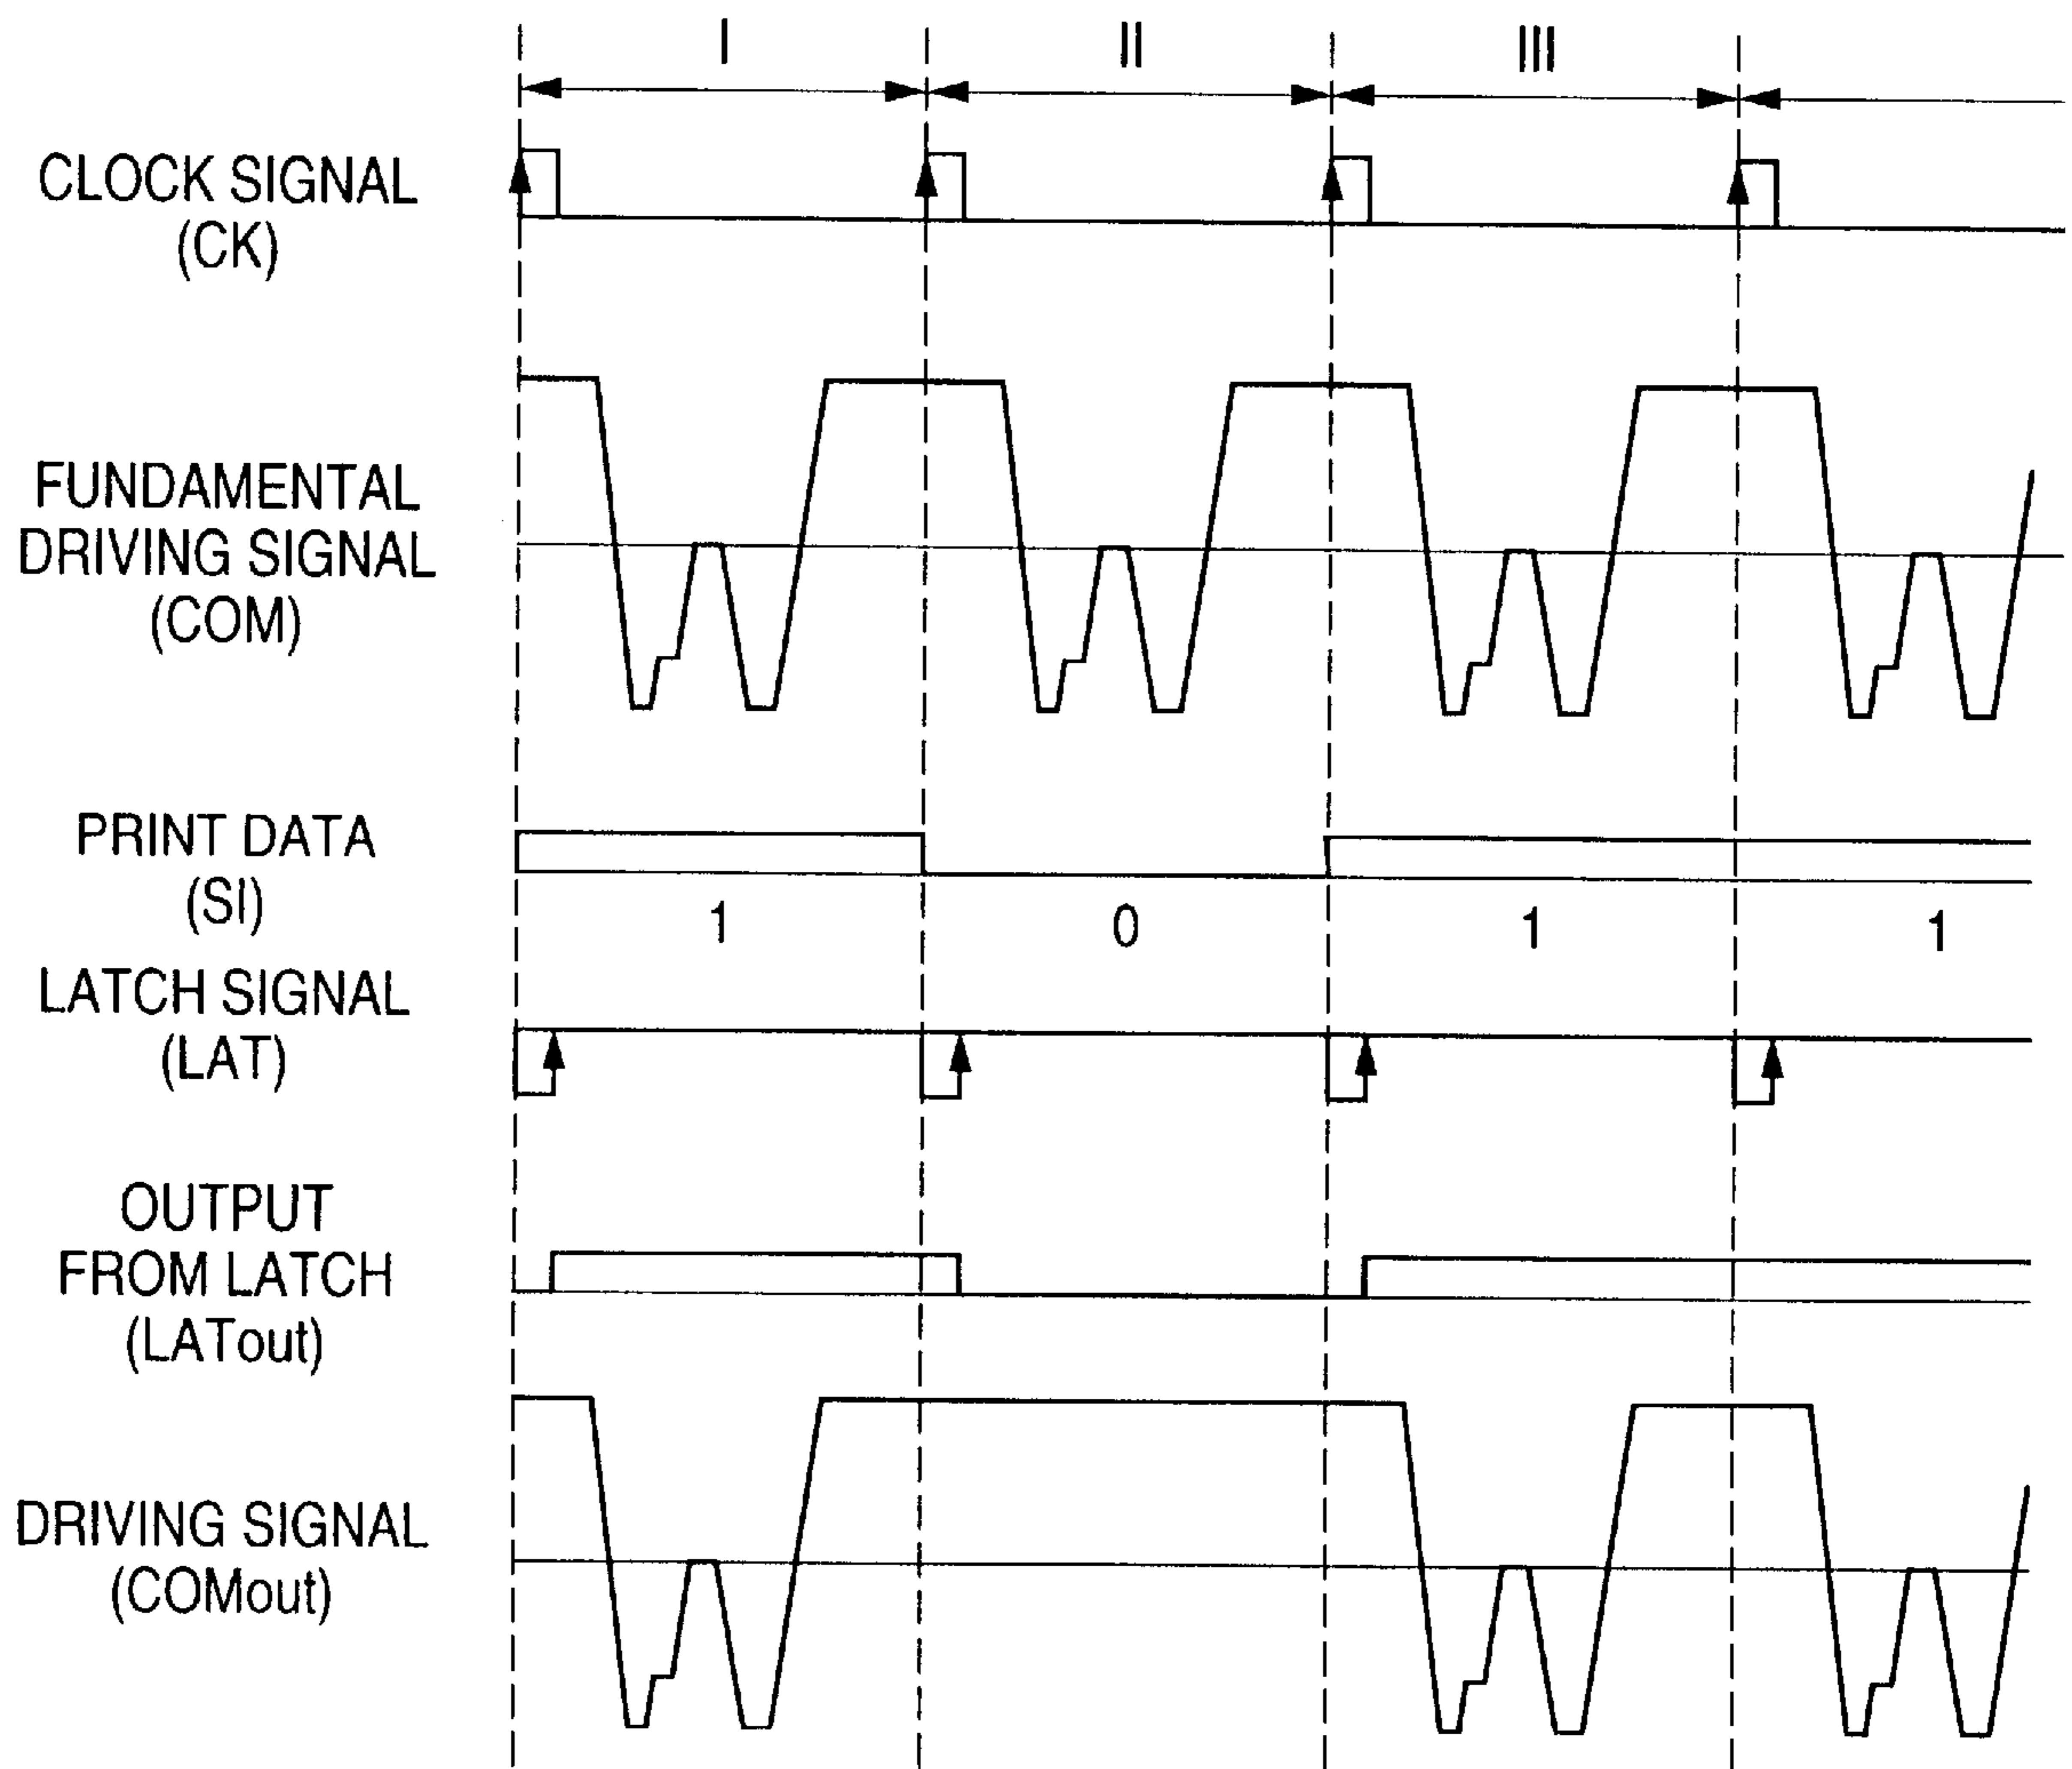 I II III
CLOCK SIGNAL
(CK)
FUNDAMENTAL
DRIVING SIGNAL
(COM)
PRINT DATA
(SI)
1 0 1 1
LATCH SIGNAL
(LAT)
OUTPUT
FROM LATCH
(LATout)
DRIVING SIGNAL
(COMout)